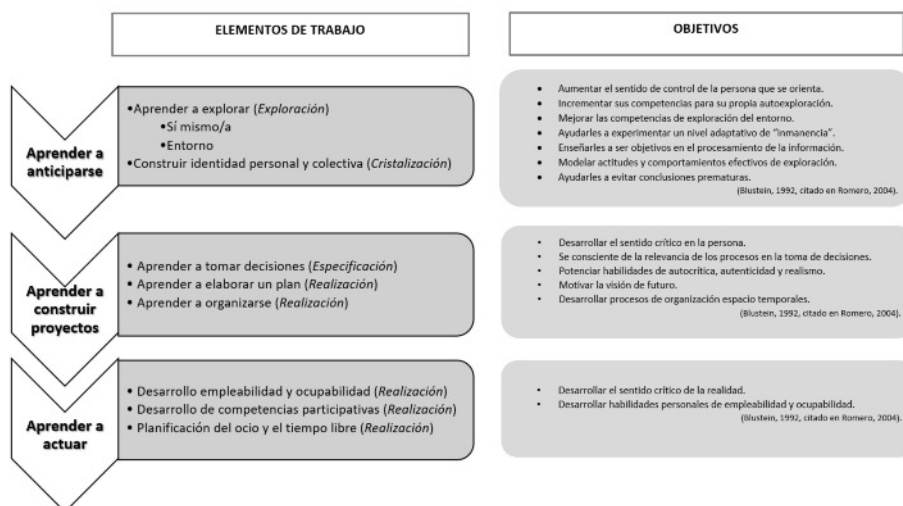 ELEMENTOS DE TRABAJO
OBJETIVOS
Aprender a
anticiparse
•Aprender a explorar (Exploración)
•Sí mismo/a
•Entorno
•Construir identidad personal y colectiva (Cristalización)
• Aumentar el sentido de control de la persona que se orienta.
• Incrementar sus competencias para su propia autoexploración.
• Mejorar las competencias de exploración del entorno.
• Ayudarles a experimentar un nivel adaptativo de “inmanencia”.
• Enseñarles a ser objetivos en el procesamiento de la información.
• Modelar actitudes y comportamientos efectivos de exploración.
• Ayudarles a evitar conclusiones prematuras.
(Blustein, 1992, citado en Romero, 2004).
Aprender a
construir
proyectos
• Aprender a tomar decisiones (Especificación)
• Aprender a elaborar un plan (Realización)
• Aprender a organizarse (Realización)
• Desarrollar el sentido crítico en la persona.
• Se consciente de la relevancia de los procesos en la toma de decisiones.
• Potenciar habilidades de autocrítica, autenticidad y realismo.
• Motivar la visión de futuro.
• Desarrollar procesos de organización espacio temporales.
(Blustein, 1992, citado en Romero, 2004).
Aprender a
actuar
• Desarrollo empleabilidad y ocupabilidad (Realización)
• Desarrollo de competencias participativas (Realización)
• Planificación del ocio y el tiempo libre (Realización)
• Desarrollar el sentido crítico de la realidad.
• Desarrollar habilidades personales de empleabilidad y ocupabilidad.
(Blustein, 1992, citado en Romero, 2004).